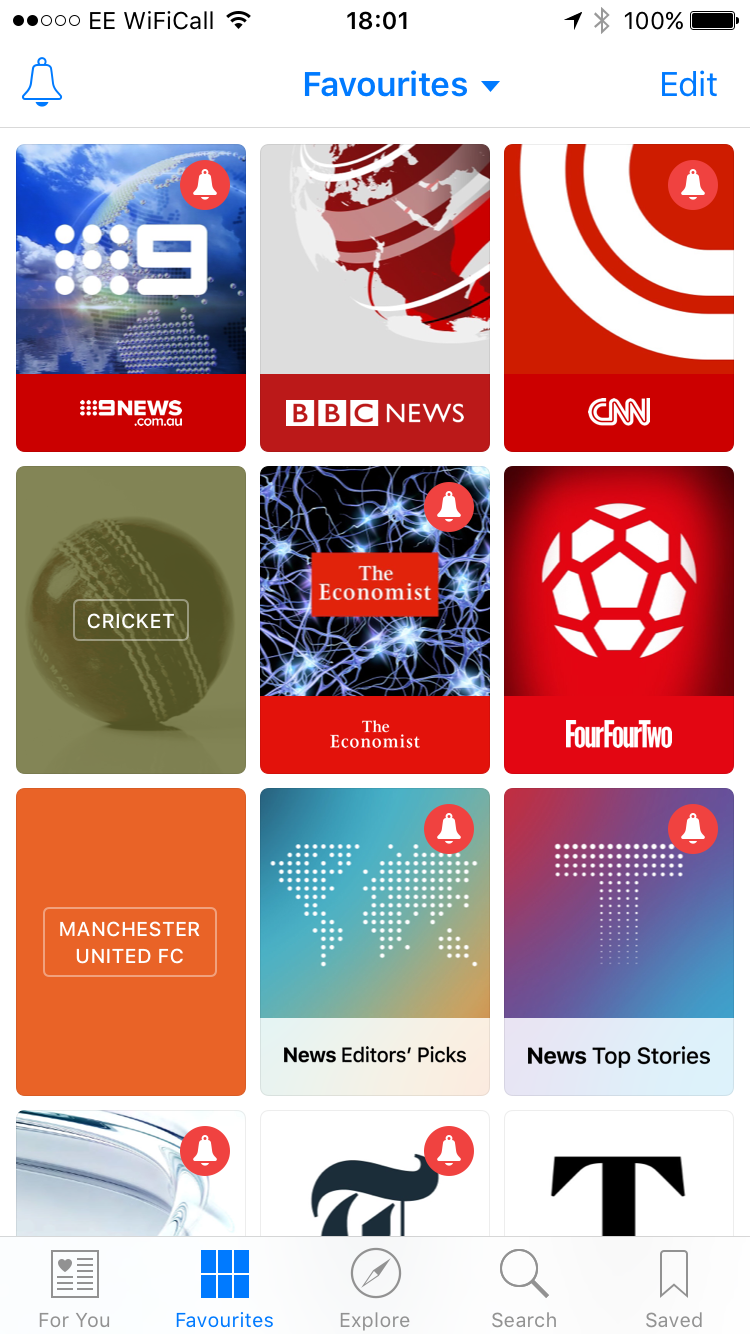 EE WiFiCall 18:01 100%
Favourites Edit
9
9NEWS
.com.au
BBC NEWS
CNN
CRICKET
The
Economist
The
Economist
FourFourTwo
MANCHESTER
UNITED FC
T
News Editors' Picks
News Top Stories
T
T
For You Favourites Explore Search Saved